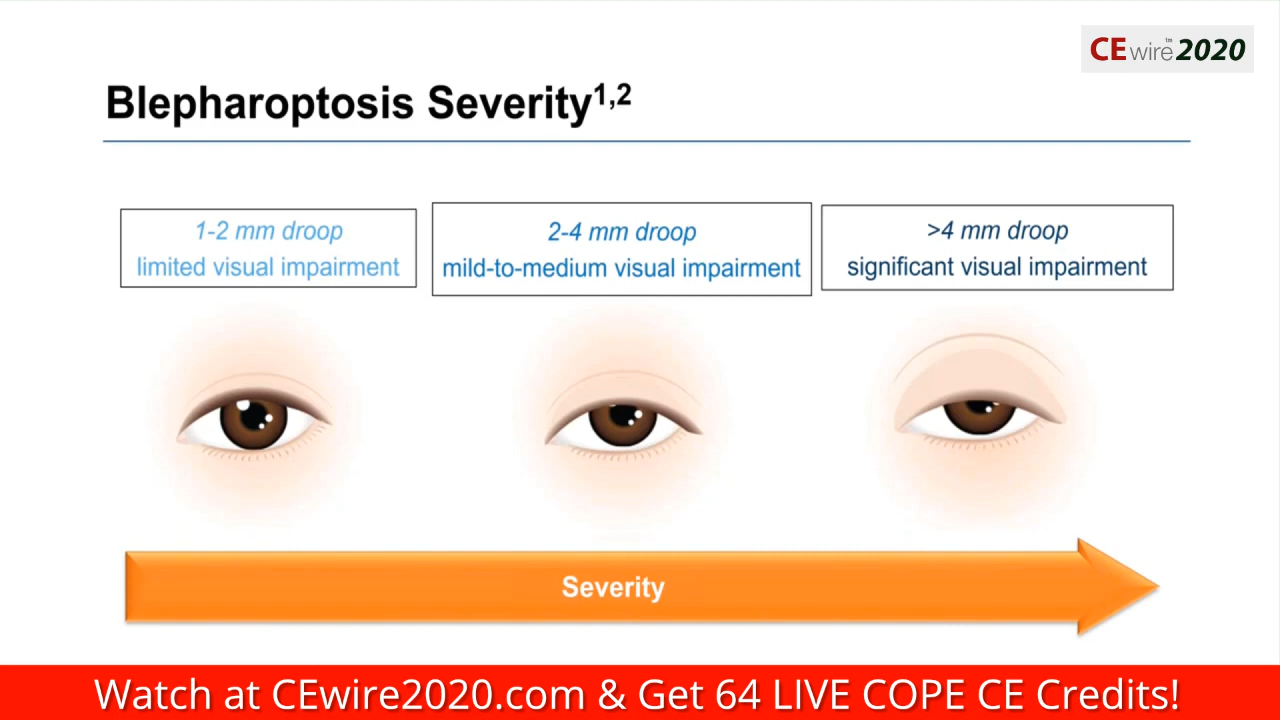 CEwire™2020
Blepharoptosis Severity¹,²
1-2 mm droop
limited visual impairment
2-4 mm droop
mild-to-medium visual impairment
>4 mm droop
significant visual impairment
Severity
Watch at CEwire2020.com & Get 64 LIVE COPE CE Credits!